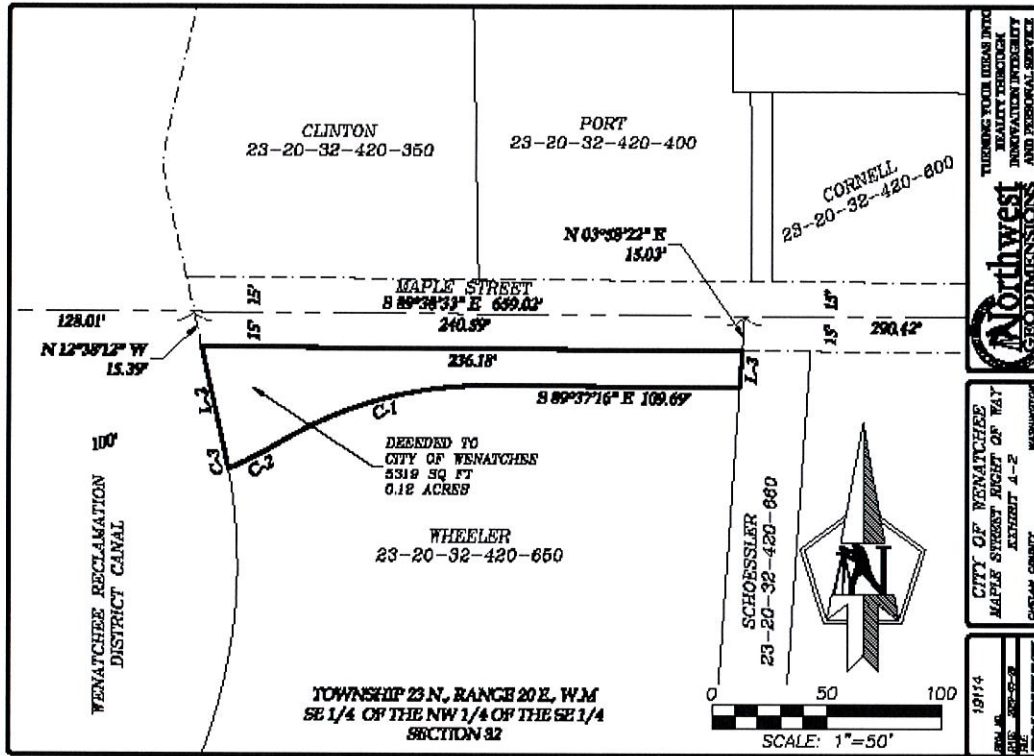 CLINTON
23-20-32-420-350
PORT
23-20-32-420-400
CORNELL
23-20-32-420-600
N 03°58'22" E
15.03'
MAPLE STREET
S 89°38'33" E 659.02'
15'
15'
15'
15'
128.01'
240.59'
290.42'
N 12°38'12" W
15.39'
236.18'
S 89°37'16" E 109.69'
L-2
L-3
C-1
C-2
C-3
100'
DEEDED TO
CITY OF WENATCHEE
5319 SQ FT
0.12 ACRES
WHEELER
23-20-32-420-650
WENATCHEE RECLAMATION
DISTRICT CANAL
SCHOESSLER
23-20-32-420-660
N
TOWNSHIP 23 N., RANGE 20 E., W.M
SE 1/4 OF THE NW 1/4 OF THE SE 1/4
SECTION 32
0 50 100
SCALE: 1"=50'
TURNING YOUR IDEAS INTO
REALITY THROUGH
INNOVATION INTEGRITY
AND PERSONAL SERVICE
Northwest
GEODIMENSIONS
CITY OF WENATCHEE
MAPLE STREET RIGHT OF WAY
EXHIBIT A-2
CHELAN COUNTY WASHINGTON
19114